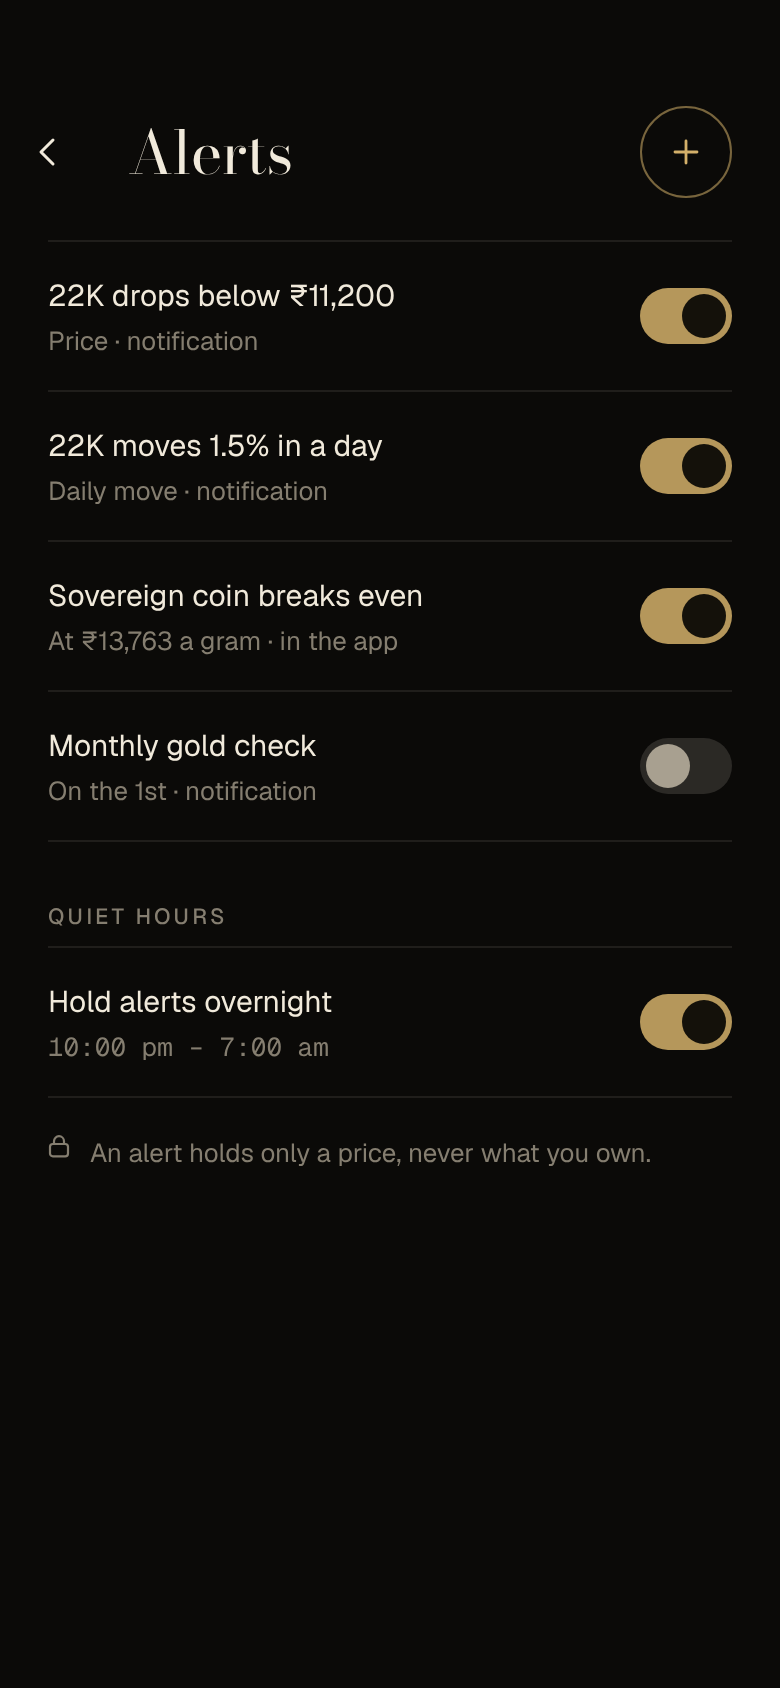 Alerts
22K drops below ₹11,200
Price · notification
22K moves 1.5% in a day
Daily move · notification
Sovereign coin breaks even
At ₹13,763 a gram · in the app
Monthly gold check
On the 1st · notification
QUIET HOURS
Hold alerts overnight
10:00 pm – 7:00 am
An alert holds only a price, never what you own.